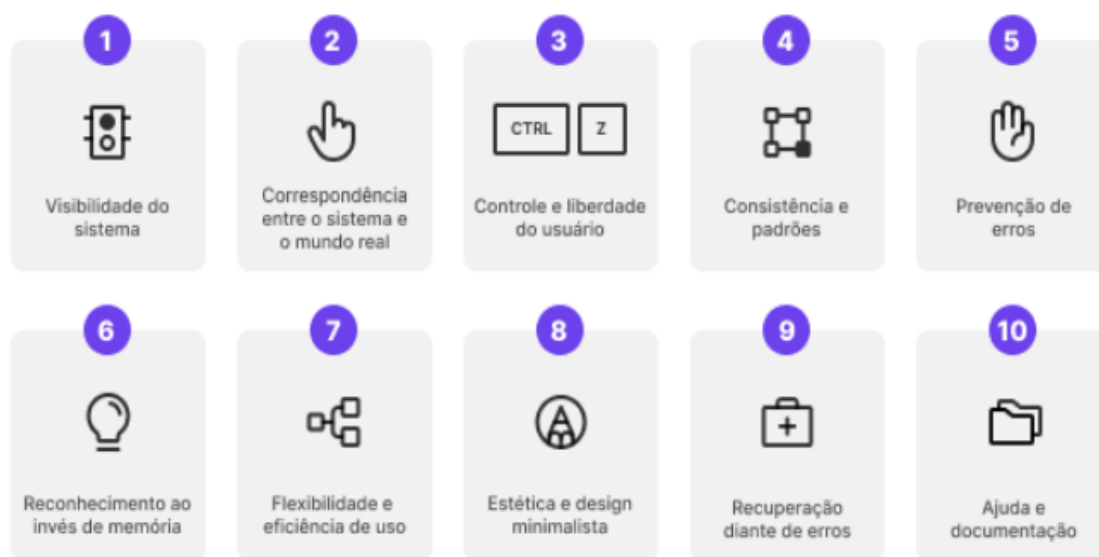 1
2
3
4
5
CTRL
Z
Visibilidade do
sistema
Correspondência
entre o sistema e
o mundo real
Controle e liberdade
do usuário
Consistência e
padrões
Prevenção de
erros
6
7
8
9
10
Reconhecimento ao
invés de memória
Flexibilidade e
eficiência de uso
Estética e design
minimalista
Recuperação
diante de erros
Ajuda e
documentação